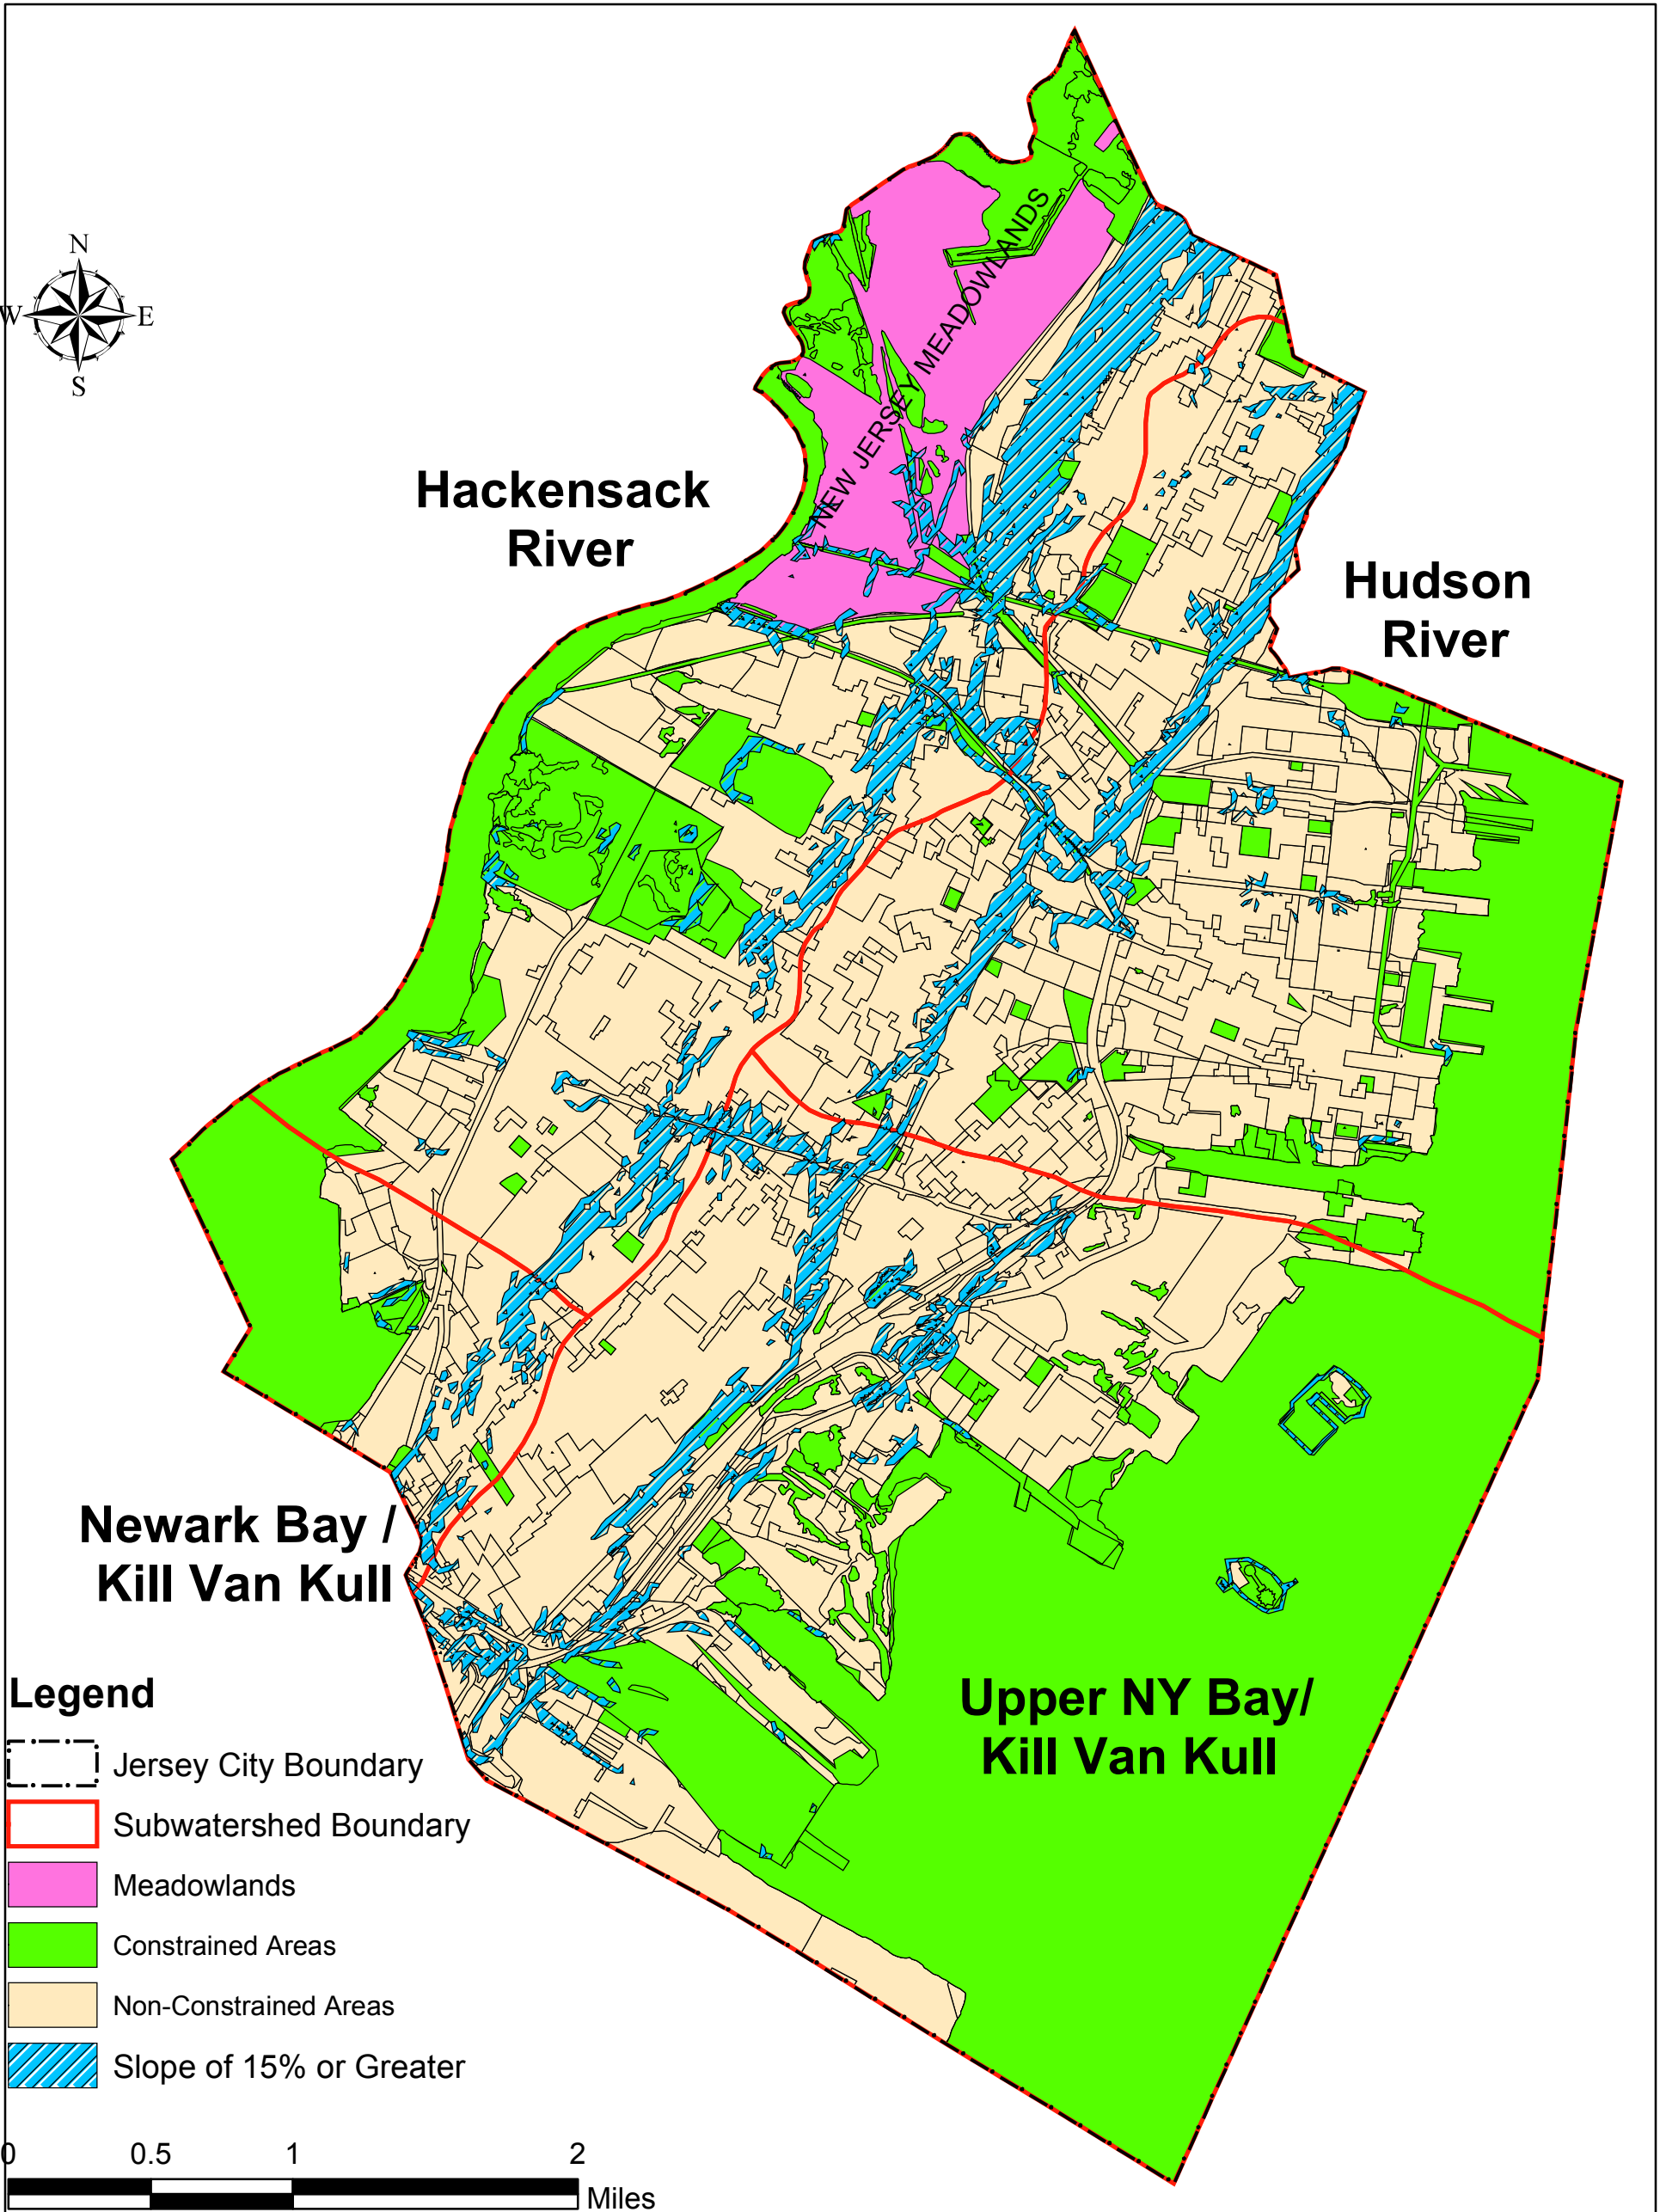 N
W
E
S
NEW JERSEY MEADOWLANDS
Hackensack
River
Hudson
River
Newark Bay /
Kill Van Kull
Upper NY Bay/
Kill Van Kull
Legend
Jersey City Boundary
Subwatershed Boundary
Meadowlands
Constrained Areas
Non-Constrained Areas
Slope of 15% or Greater
0 0.5 1 2
Miles